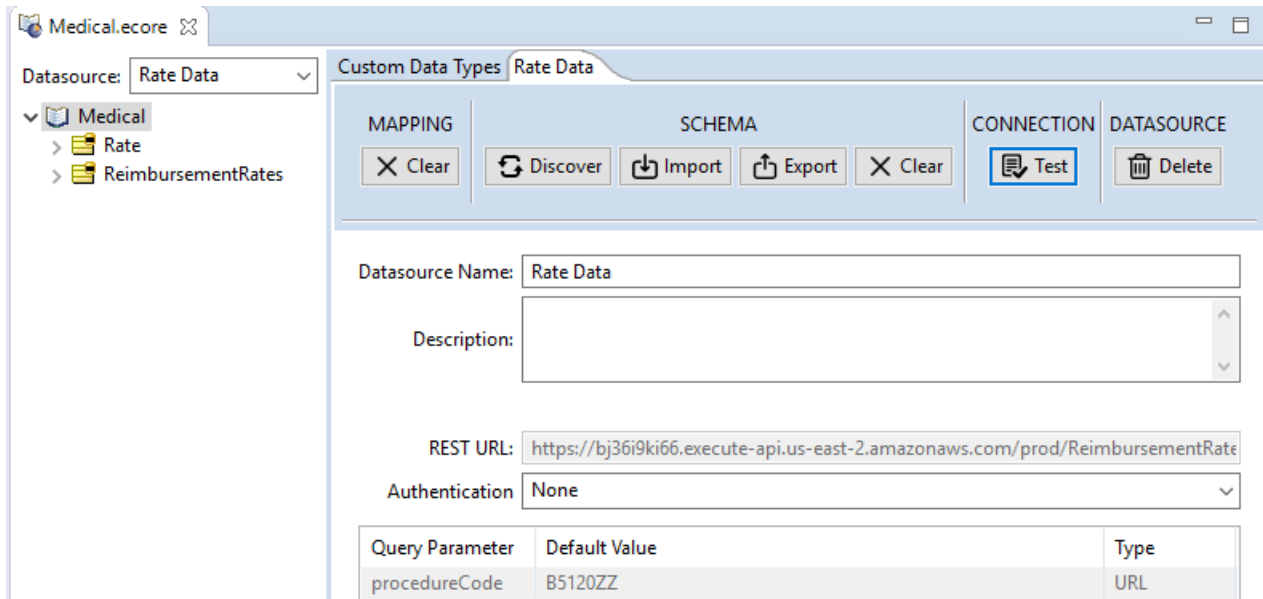 Medical.ecore
Datasource: Rate Data
Medical
Rate
ReimbursementRates
Custom Data Types Rate Data
MAPPING SCHEMA CONNECTION DATASOURCE
Clear Discover Import Export Clear Test Delete
Datasource Name: Rate Data
Description:
REST URL: https://bj36i9ki66.execute-api.us-east-2.amazonaws.com/prod/ReimbursementRate
Authentication None
Query Parameter Default Value Type
procedureCode B5120ZZ URL